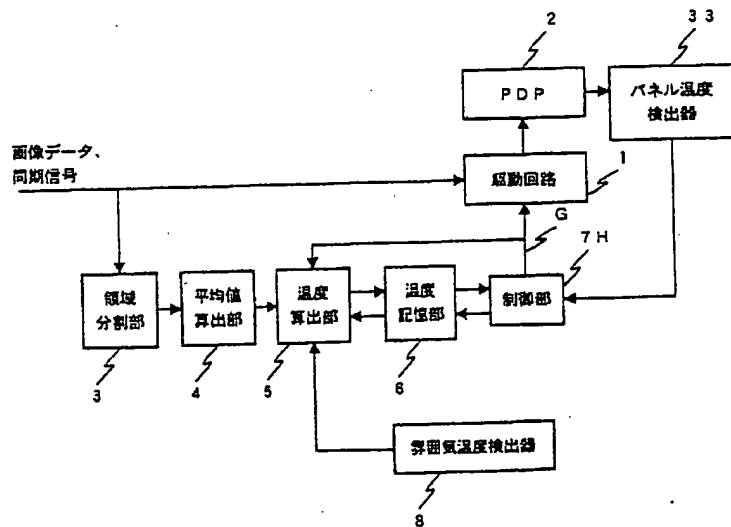 2
33
PDP
パネル温度
検出器
画像データ、
同期信号
駆動回路
1
G
7H
領域
分割部
平均値
算出部
温度
算出部
温度
記憶部
制御部
3
4
5
6
雰囲気温度検出器
8